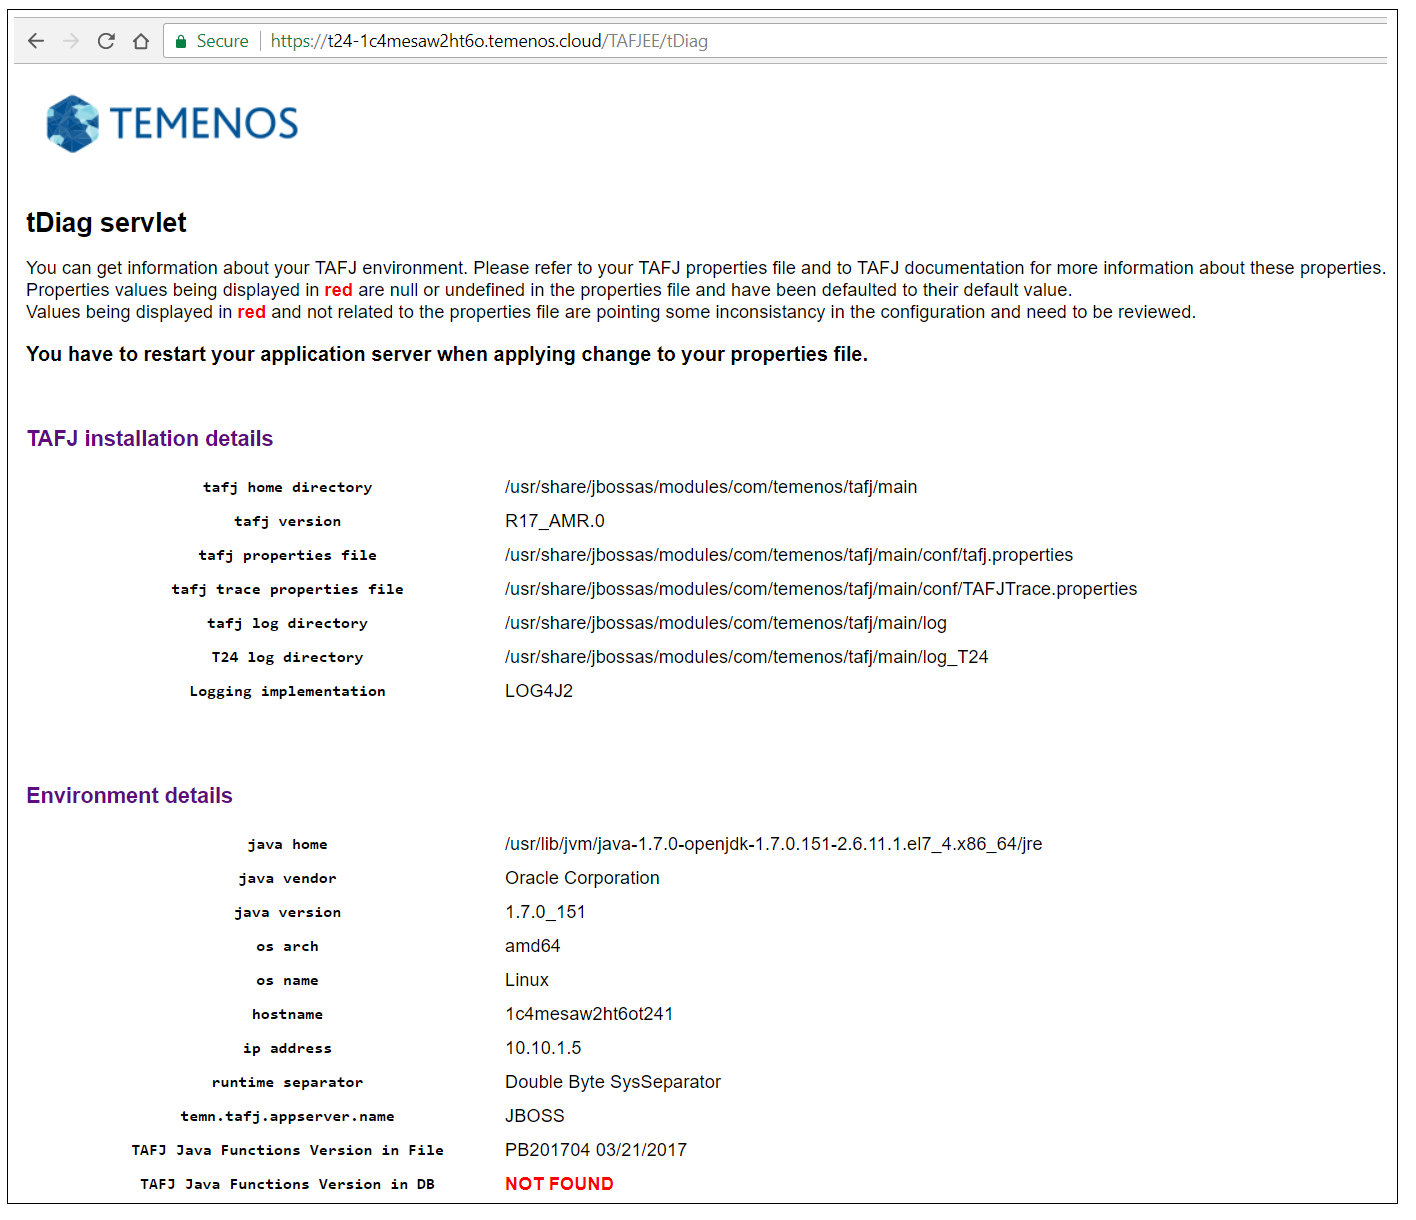 Secure https://t24-1c4mesaw2ht6o.temenos.cloud/TAFJEE/tDiag
TEMENOS
tDiag servlet
You can get information about your TAFJ environment. Please refer to your TAFJ properties file and to TAFJ documentation for more information about these properties.
Properties values being displayed in red are null or undefined in the properties file and have been defaulted to their default value.
Values being displayed in red and not related to the properties file are pointing some inconsistancy in the configuration and need to be reviewed.
You have to restart your application server when applying change to your properties file.
TAFJ installation details
tafj home directory /usr/share/jbossas/modules/com/temenos/tafj/main
tafj version R17_AMR.0
tafj properties file /usr/share/jbossas/modules/com/temenos/tafj/main/conf/tafj.properties
tafj trace properties file /usr/share/jbossas/modules/com/temenos/tafj/main/conf/TAFJTrace.properties
tafj log directory /usr/share/jbossas/modules/com/temenos/tafj/main/log
T24 log directory /usr/share/jbossas/modules/com/temenos/tafj/main/log_T24
Logging implementation LOG4J2
Environment details
java home /usr/lib/jvm/java-1.7.0-openjdk-1.7.0.151-2.6.11.1.el7_4.x86_64/jre
java vendor Oracle Corporation
java version 1.7.0_151
os arch amd64
os name Linux
hostname 1c4mesaw2ht6ot241
ip address 10.10.1.5
runtime separator Double Byte SysSeparator
temn.tafj.appserver.name JBOSS
TAFJ Java Functions Version in File PB201704 03/21/2017
TAFJ Java Functions Version in DB NOT FOUND